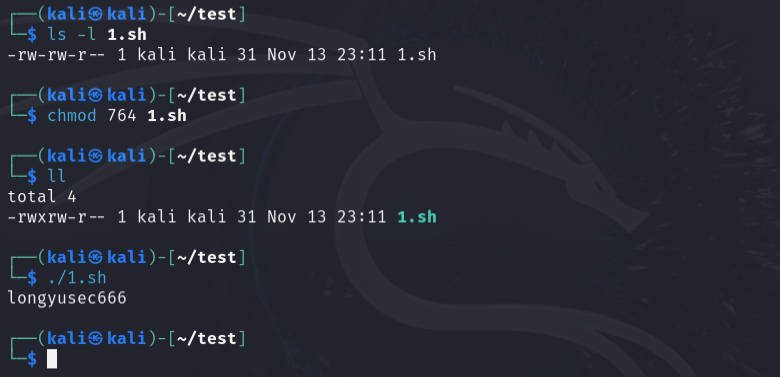 ┌──(kali㉿kali)-[~/test]
└─$ ls -l 1.sh
-rw-rw-r-- 1 kali kali 31 Nov 13 23:11 1.sh
┌──(kali㉿kali)-[~/test]
└─$ chmod 764 1.sh
┌──(kali㉿kali)-[~/test]
└─$ ll
total 4
-rwxrw-r-- 1 kali kali 31 Nov 13 23:11 1.sh
┌──(kali㉿kali)-[~/test]
└─$ ./1.sh
longyusec666
┌──(kali㉿kali)-[~/test]
└─$